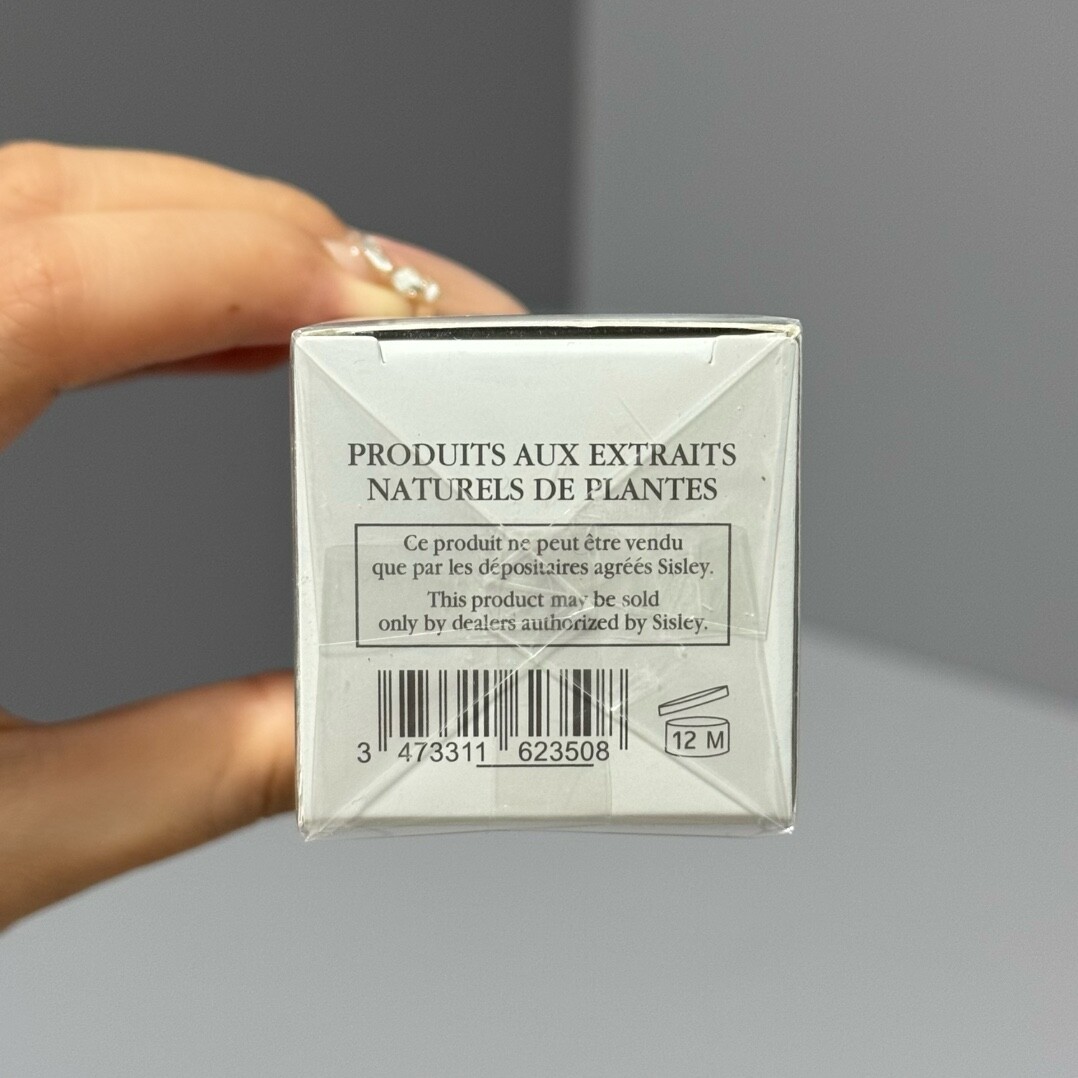 PRODUITS AUX EXTRAITS
NATURELS DE PLANTES
Ce produit ne peut être vendu
que par les dépositaires agréés Sisley.
This product may be sold
only by dealers authorized by Sisley.
3 473311 623508
12 M